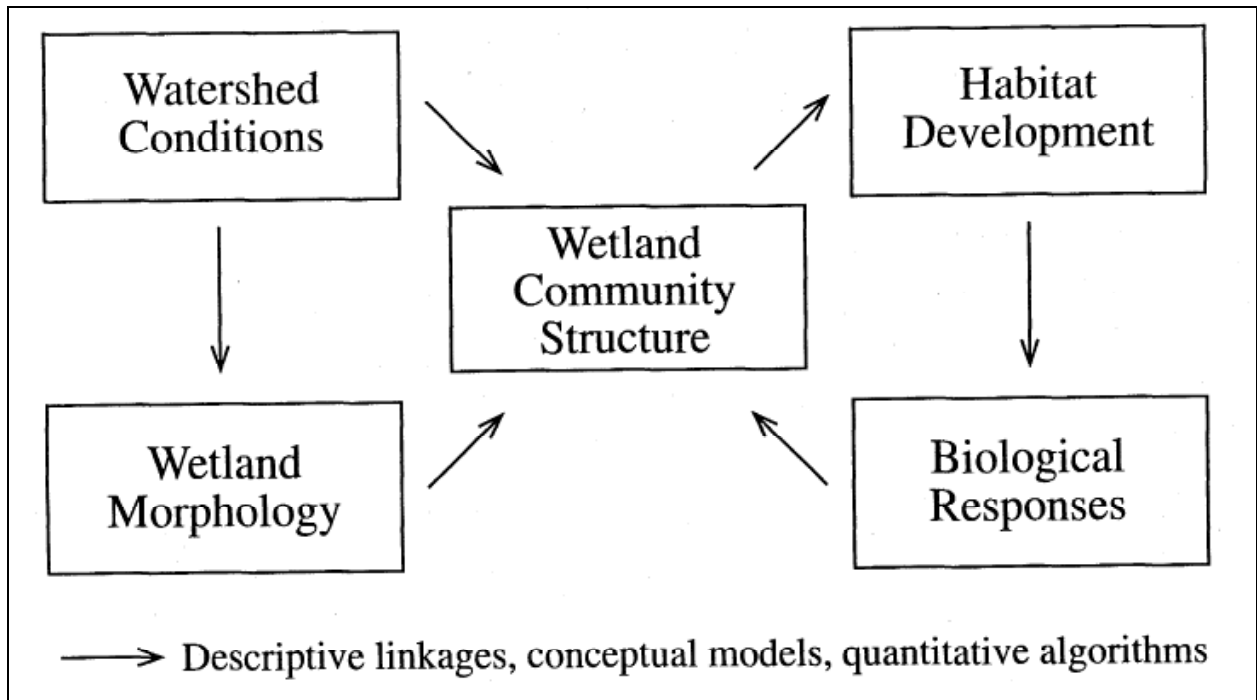 Watershed
Conditions
Habitat
Development
Wetland
Community
Structure
Wetland
Morphology
Biological
Responses
Descriptive linkages, conceptual models, quantitative algorithms